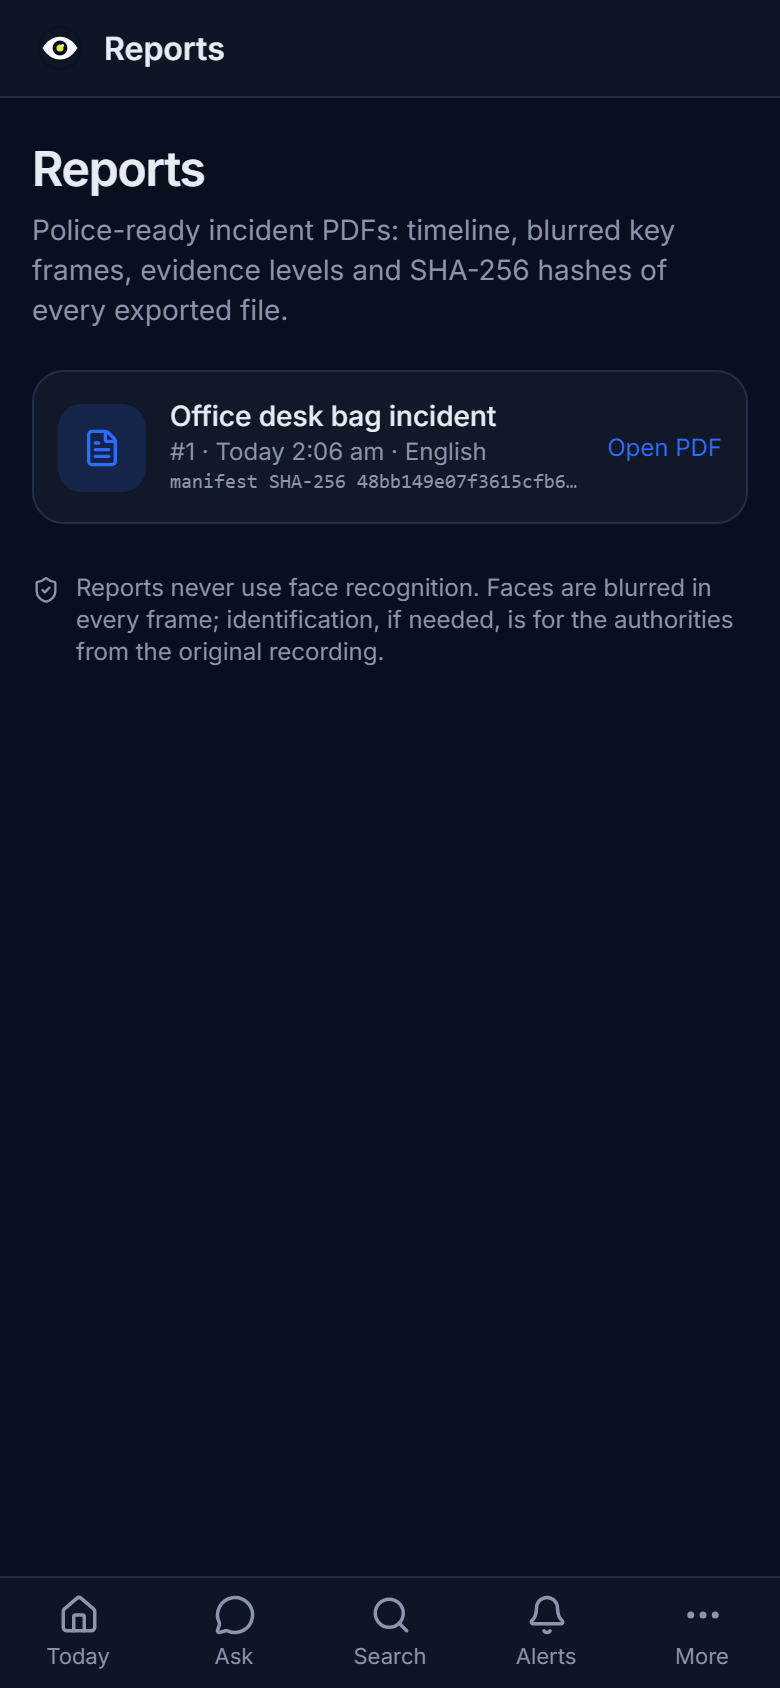 Reports
Reports
Police-ready incident PDFs: timeline, blurred key
frames, evidence levels and SHA-256 hashes of
every exported file.
Office desk bag incident
#1 · Today 2:06 am · English
manifest SHA-256 48bb149e07f3615cfb6…
Open PDF
Reports never use face recognition. Faces are blurred in
every frame; identification, if needed, is for the authorities
from the original recording.
Today
Ask
Search
Alerts
More